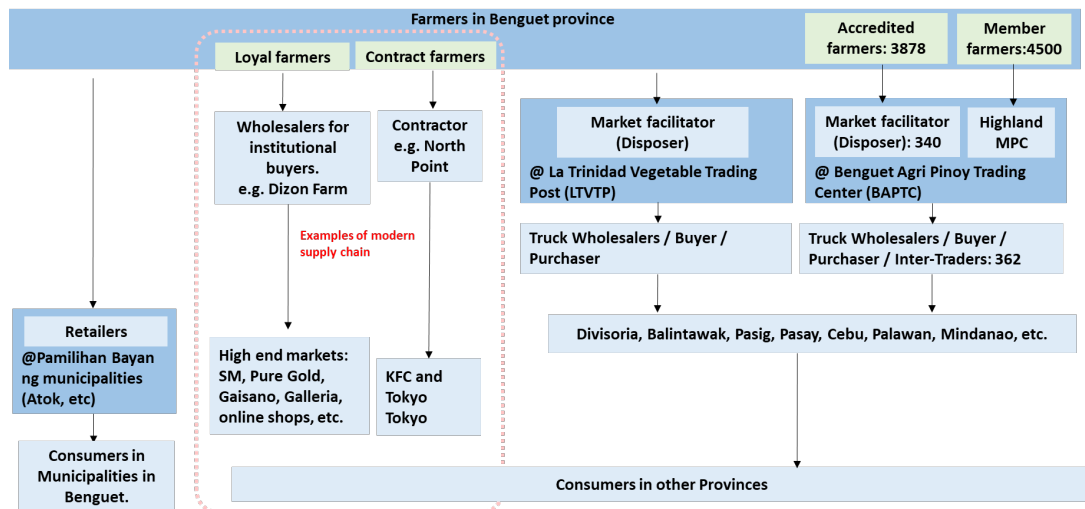 Farmers in Benguet province
Loyal farmers
Contract farmers
Accredited
farmers: 3878
Member
farmers:4500
Wholesalers for
institutional
buyers.
e.g. Dizon Farm
Contractor
e.g. North
Point
Market facilitator
(Disposer)
@ La Trinidad Vegetable Trading
Post (LTVTP)
Market facilitator
(Disposer): 340
Highland
MPC
@ Benguet Agri Pinoy Trading
Center (BAPTC)
Examples of modern
supply chain
Truck Wholesalers / Buyer /
Purchaser
Truck Wholesalers / Buyer /
Purchaser / Inter-Traders: 362
Retailers
@Pamilihan Bayan
ng municipalities
(Atok, etc)
High end markets:
SM, Pure Gold,
Gaisano, Galleria,
online shops, etc.
KFC and
Tokyo
Tokyo
Divisoria, Balintawak, Pasig, Pasay, Cebu, Palawan, Mindanao, etc.
Consumers in
Municipalities in
Benguet.
Consumers in other Provinces